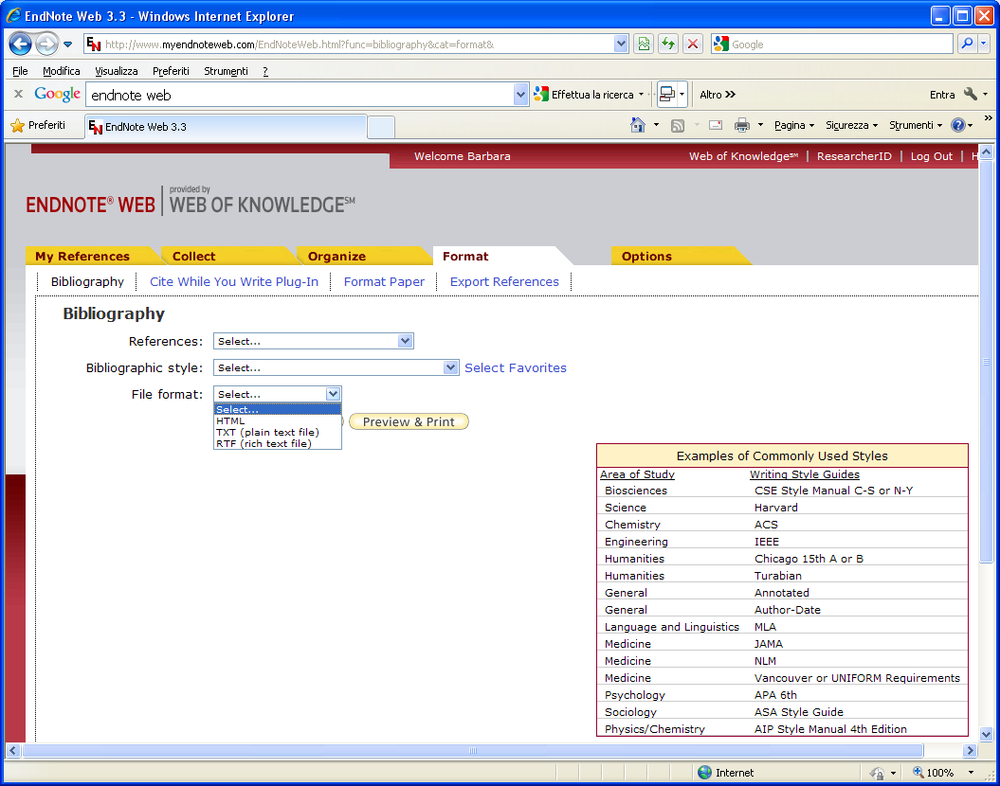 EndNote Web 3.3 - Windows Internet Explorer
http://www.myendnoteweb.com/EndNoteWeb.html?func=bibliography&cat=format&
Google
File Modifica Visualizza Preferiti Strumenti ?
x Google endnote web Effettua la ricerca Altro >> Entra
Preferiti EndNote Web 3.3 Pagina Sicurezza Strumenti
Welcome Barbara Web of Knowledge℠ | ResearcherID | Log Out | H
ENDNOTE® WEB provided by
WEB OF KNOWLEDGE℠
My References Collect Organize Format Options
Bibliography Cite While You Write Plug-In Format Paper Export References
Bibliography
References: Select...
Bibliographic style: Select... Select Favorites
File format: Select...
Select...
HTML
Preview & Print
TXT (plain text file)
RTF (rich text file)
Examples of Commonly Used Styles
Area of Study Writing Style Guides
Biosciences CSE Style Manual C-S or N-Y
Science Harvard
Chemistry ACS
Engineering IEEE
Humanities Chicago 15th A or B
Humanities Turabian
General Annotated
General Author-Date
Language and Linguistics MLA
Medicine JAMA
Medicine NLM
Medicine Vancouver or UNIFORM Requirements
Psychology APA 6th
Sociology ASA Style Guide
Physics/Chemistry AIP Style Manual 4th Edition
Internet 100%